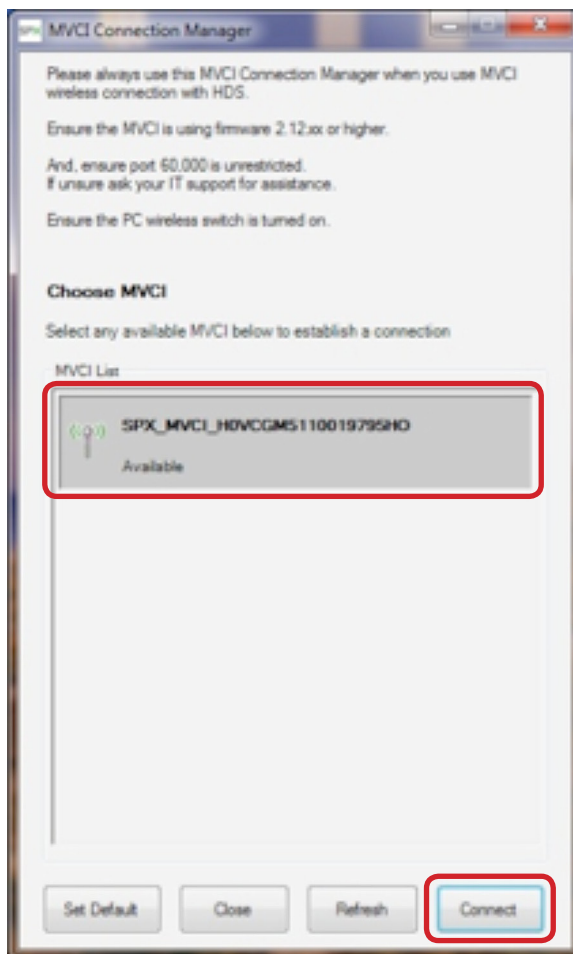 SPX MVCI Connection Manager
Please always use this MVCI Connection Manager when you use MVCI
wireless connection with HDS.
Ensure the MVCI is using firmware 2.12.xx or higher.
And, ensure port 60,000 is unrestricted.
If unsure ask your IT support for assistance.
Ensure the PC wireless switch is turned on.
Choose MVCI
Select any available MVCI below to establish a connection
MVCI List
SPX_MVCI_H0VCGMS110019795HO
Available
Set Default Close Refresh Connect